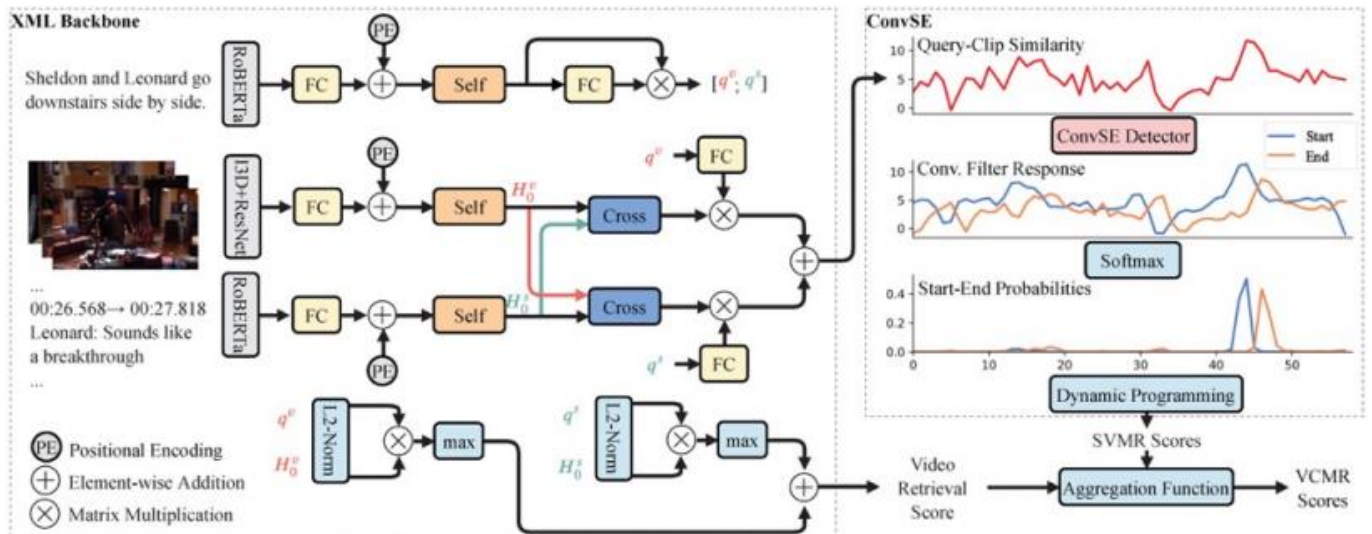 XML Backbone
Sheldon and Leonard go
downstairs side by side.
RoBERTa
FC
PE
Self
FC
[q^v; q^s]
I3D+ResNet
FC
PE
Self
H_0^v
Cross
q^v
FC
...
00:26.568→ 00:27.818
Leonard: Sounds like
a breakthrough
...
RoBERTa
FC
PE
Self
H_0^s
Cross
q^s
FC
q^v
H_0^v
L2-Norm
max
q^s
H_0^s
L2-Norm
max
PE Positional Encoding
Element-wise Addition
Matrix Multiplication
ConvSE
Query-Clip Similarity
10
5
0
ConvSE Detector
Start
End
Conv. Filter Response
10
5
0
Softmax
Start-End Probabilities
0.4
0.2
0.0
0 10 20 30 40 50
Dynamic Programming
SVMR Scores
Video
Retrieval
Score
Aggregation Function
VCMR
Scores